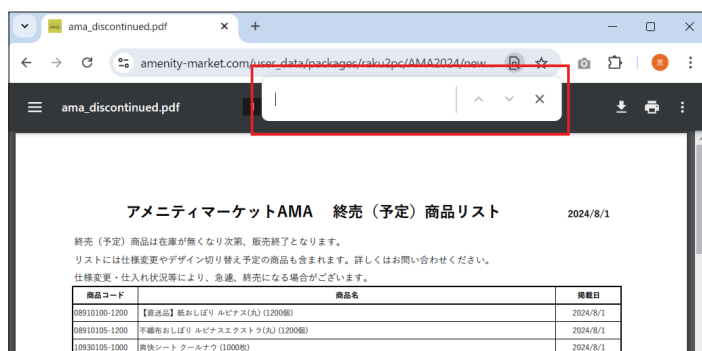 ama_discontinued.pdf
amenity-market.com/user_data/packages/raku2pc/AMA2024/new...
ama_discontinued.pdf
アメニティマーケットAMA 終売（予定）商品リスト 2024/8/1
終売（予定）商品は在庫が無くなり次第、販売終了となります。
リストには仕様変更やデザイン切り替え予定の商品も含まれます。詳しくはお問い合わせください。
仕様変更・仕入れ状況等により、急遽、終売になる場合がございます。
商品コード 商品名 掲載日
08910100-1200 【直送品】紙おしぼり ルピナス(丸) (1200個) 2024/8/1
08910105-1200 不織布おしぼり ルピナスエクストラ(丸) (1200個) 2024/8/1
10930105-1000 爽快シート クールナウ (1000枚) 2024/8/1